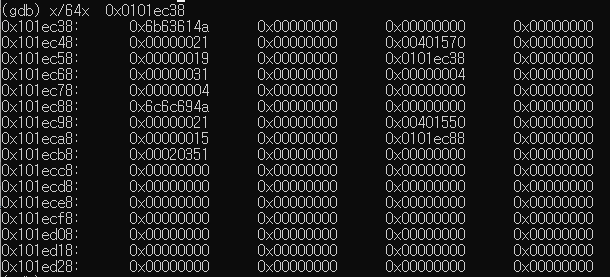 (gdb) x/64x 0x0101ec38
0x101ec38: 0x6b63614a 0x00000000 0x00000000 0x00000000
0x101ec48: 0x00000021 0x00000000 0x00401570 0x00000000
0x101ec58: 0x00000019 0x00000000 0x0101ec38 0x00000000
0x101ec68: 0x00000031 0x00000000 0x00000004 0x00000000
0x101ec78: 0x00000004 0x00000000 0x00000000 0x00000000
0x101ec88: 0x6c6c694a 0x00000000 0x00000000 0x00000000
0x101ec98: 0x00000021 0x00000000 0x00401550 0x00000000
0x101eca8: 0x00000015 0x00000000 0x0101ec88 0x00000000
0x101ecb8: 0x00020351 0x00000000 0x00000000 0x00000000
0x101ecc8: 0x00000000 0x00000000 0x00000000 0x00000000
0x101ecd8: 0x00000000 0x00000000 0x00000000 0x00000000
0x101ece8: 0x00000000 0x00000000 0x00000000 0x00000000
0x101ecf8: 0x00000000 0x00000000 0x00000000 0x00000000
0x101ed08: 0x00000000 0x00000000 0x00000000 0x00000000
0x101ed18: 0x00000000 0x00000000 0x00000000 0x00000000
0x101ed28: 0x00000000 0x00000000 0x00000000 0x00000000